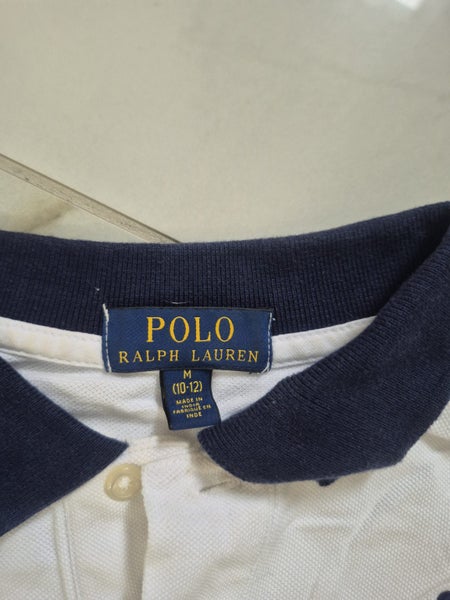 POLO
RALPH LAUREN
M
(10-12)
MADE IN
INDIA
FABRIQUE EN
INDE